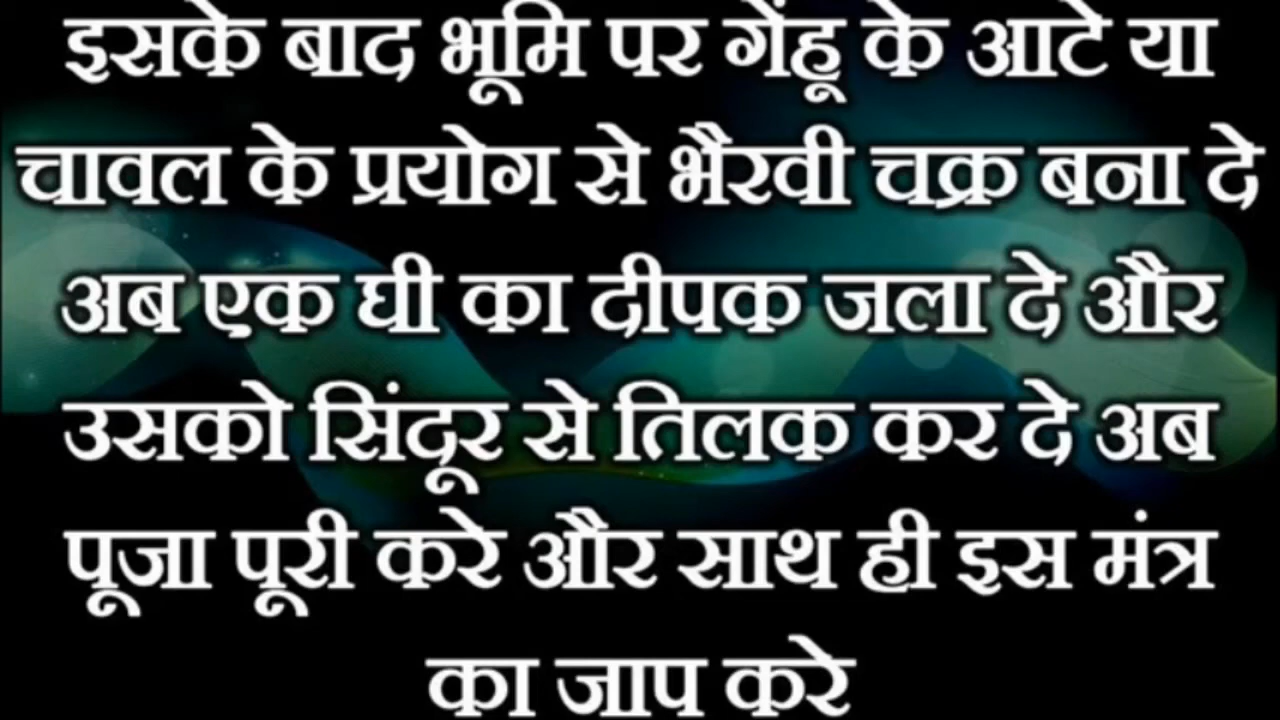 इसके बाद भूमि पर गेंहू के आटे या
चावल के प्रयोग से भैरवी चक्र बना दे
अब एक घी का दीपक जला दे और
उसको सिंदूर से तिलक कर दे अब
पूजा पूरी करे और साथ ही इस मंत्र
का जाप करे